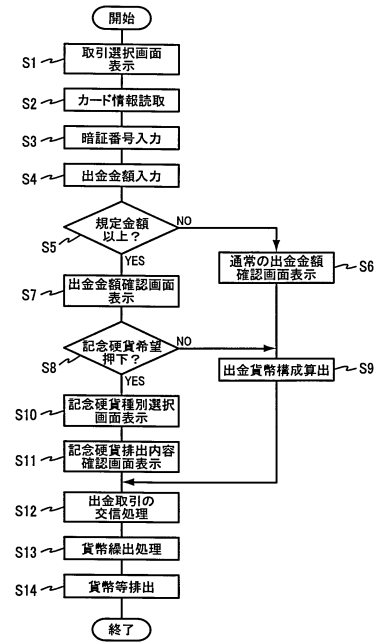 開始
S1
取引選択画面
表示
S2
カード情報読取
S3
暗証番号入力
S4
出金金額入力
S5
規定金額
以上?
NO
YES
通常の出金金額
確認画面表示
S6
S7
出金金額確認画面
表示
S8
記念硬貨希望
押下?
NO
YES
出金貨幣構成算出
S9
S10
記念硬貨種別選択
画面表示
S11
記念硬貨排出内容
確認画面表示
S12
出金取引の
交信処理
S13
貨幣繰出処理
S14
貨幣等排出
終了